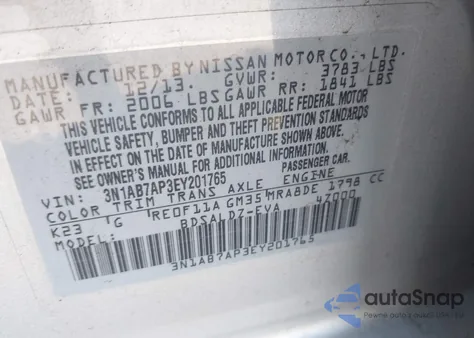 MANUFACTURED BY NISSAN MOTOR CO., LTD.
DATE: 12/13. GVWR: 3783 LBS
GAWR FR: 2006 LBS GAWR RR: 1841 LBS
THIS VEHICLE CONFORMS TO ALL APPLICABLE FEDERAL MOTOR
VEHICLE SAFETY, BUMPER AND THEFT PREVENTION STANDARDS
IN EFFECT ON THE DATE OF MANUFACTURE SHOWN ABOVE.
SEE OWNER'S MANUAL FOR ADDITIONAL INFORMATION.
VIN: 3N1AB7AP3EY201765 PASSENGER CAR.
COLOR TRIM TRANS AXLE ENGINE
K23 G RE0F11A GM35 MRA8DE 1798 CC
MODEL: BDSALDZ-EVA 47000
3N1AB7AP3EY201765
autoSnap